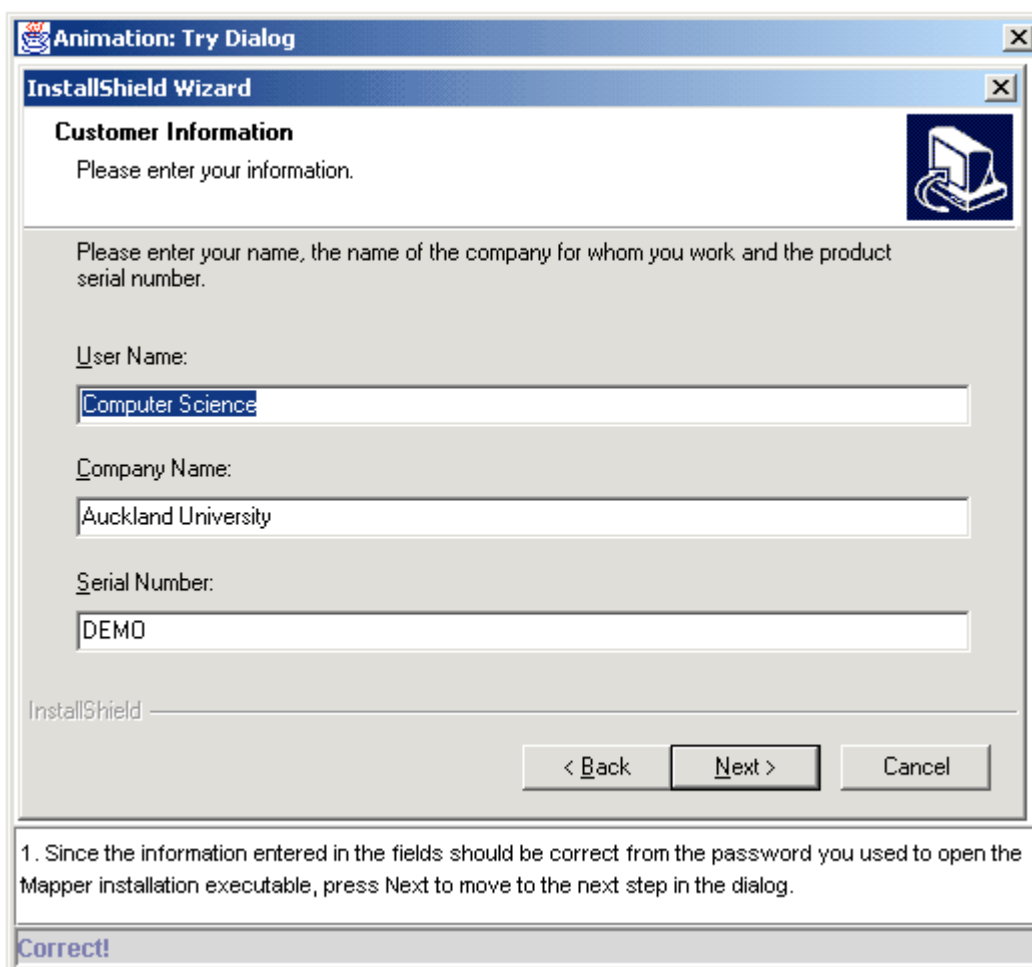 Animation: Try Dialog
InstallShield Wizard
Customer Information
Please enter your information.
Please enter your name, the name of the company for whom you work and the product
serial number.
User Name:
Computer Science
Company Name:
Auckland University
Serial Number:
DEMO
InstallShield
< Back Next > Cancel
1. Since the information entered in the fields should be correct from the password you used to open the
Mapper installation executable, press Next to move to the next step in the dialog.
Correct!